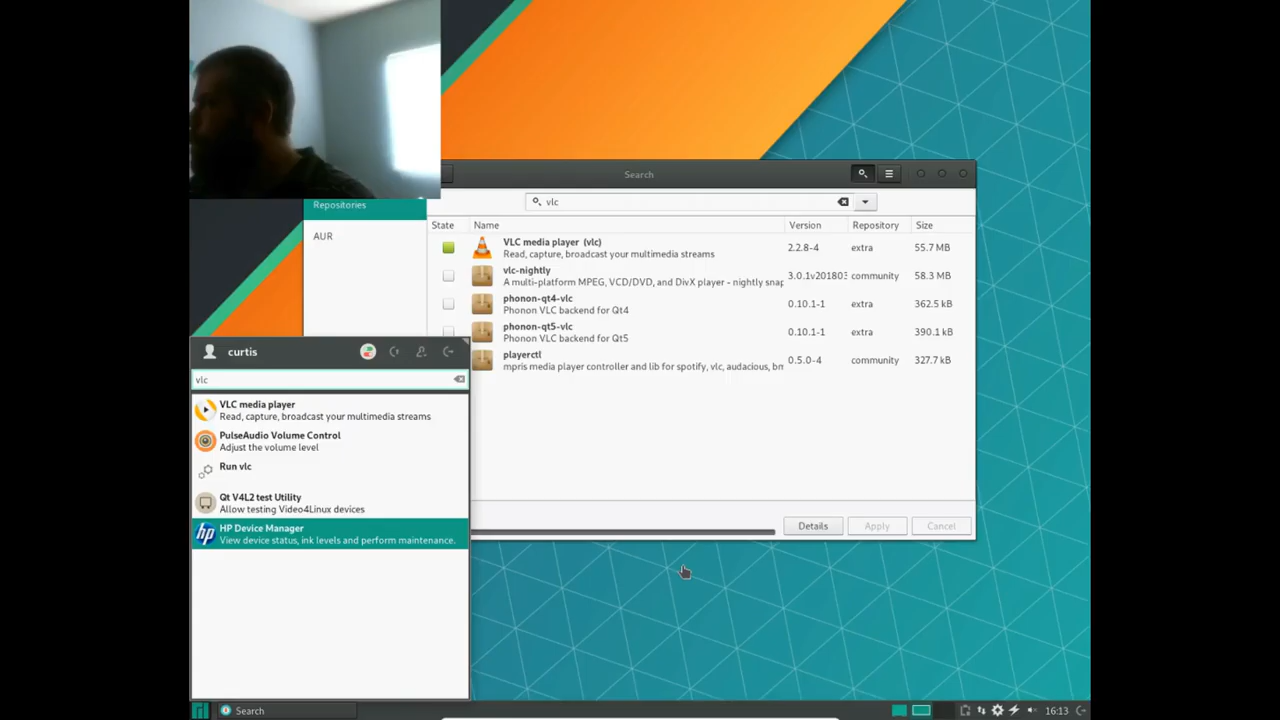 Search
vlc
Repositories
AUR
State Name Version Repository Size
VLC media player (vlc) 2.2.8-4 extra 55.7 MB
Read, capture, broadcast your multimedia streams
vlc-nightly 3.0.1v201803 community 58.3 MB
A multi-platform MPEG, VCD/DVD, and DivX player - nightly snap
phonon-qt4-vlc 0.10.1-1 extra 362.5 kB
Phonon VLC backend for Qt4
phonon-qt5-vlc 0.10.1-1 extra 390.1 kB
Phonon VLC backend for Qt5
playerctl 0.5.0-4 community 327.7 kB
mpris media player controller and lib for spotify, vlc, audacious, bm
Details Apply Cancel
curtis
vlc
VLC media player
Read, capture, broadcast your multimedia streams
PulseAudio Volume Control
Adjust the volume level
Run vlc
Qt V4L2 test Utility
Allow testing Video4Linux devices
hp HP Device Manager
View device status, ink levels and perform maintenance.
Search 16:13